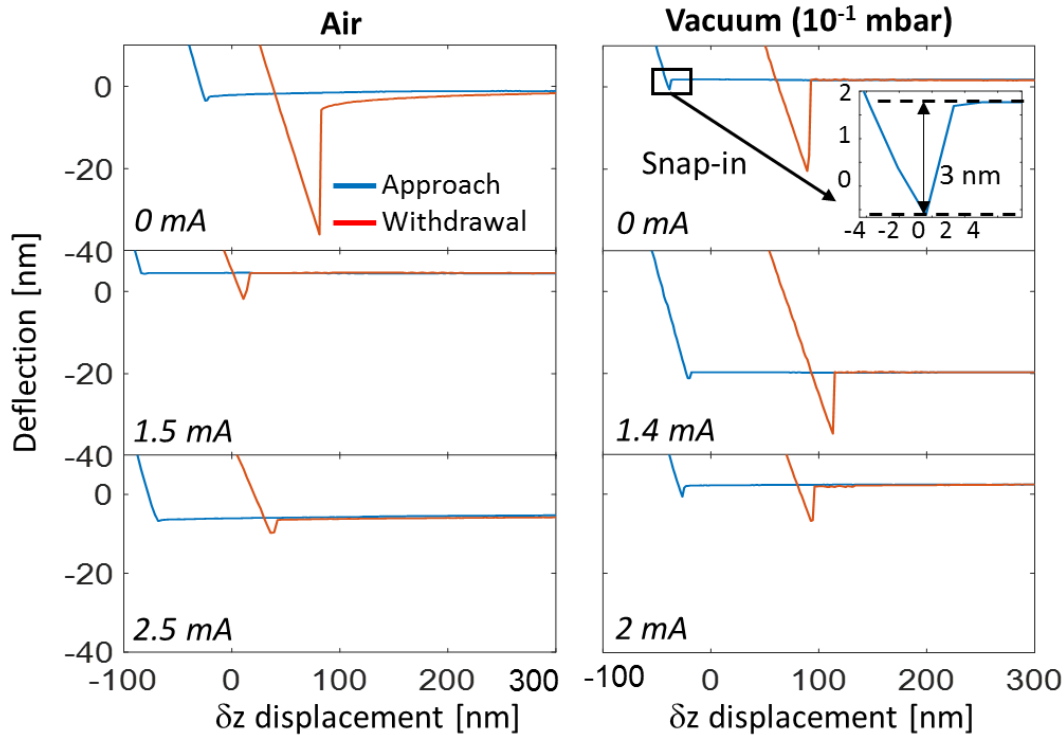 Air
Vacuum (10⁻¹ mbar)
0
-20
-40
0
-20
-40
0
-20
-40
Deflection [nm]
Approach
Withdrawal
0 mA
1.5 mA
2.5 mA
-100 0 100 200 300
δz displacement [nm]
Snap-in
2
1
0
3 nm
-4 -2 0 2 4
0 mA
1.4 mA
2 mA
-100 0 100 200 300
δz displacement [nm]